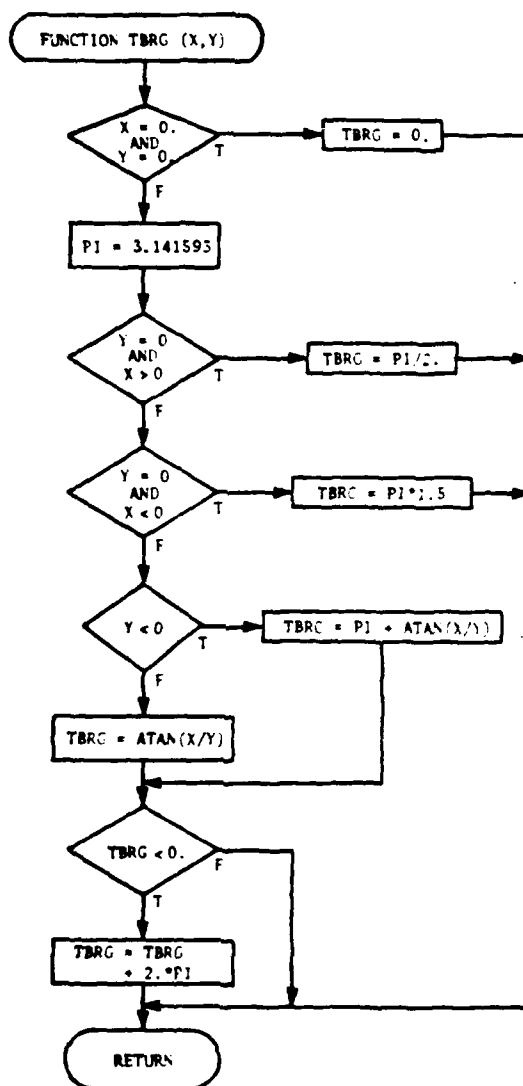 FUNCTION TBRG (X,Y)
X = 0.
AND
Y = 0.
T
TBRG = 0.
F
PI = 3.141593
Y = 0
AND
X > 0
T
TBRG = PI/2.
F
Y = 0
AND
X < 0
T
TBRG = PI*1.5
F
Y < 0
T
TBRG = PI + ATAN(X/Y)
F
TBRG = ATAN(X/Y)
TBRG < 0.
F
T
TBRG = TBRG
+ 2.*PI
RETURN